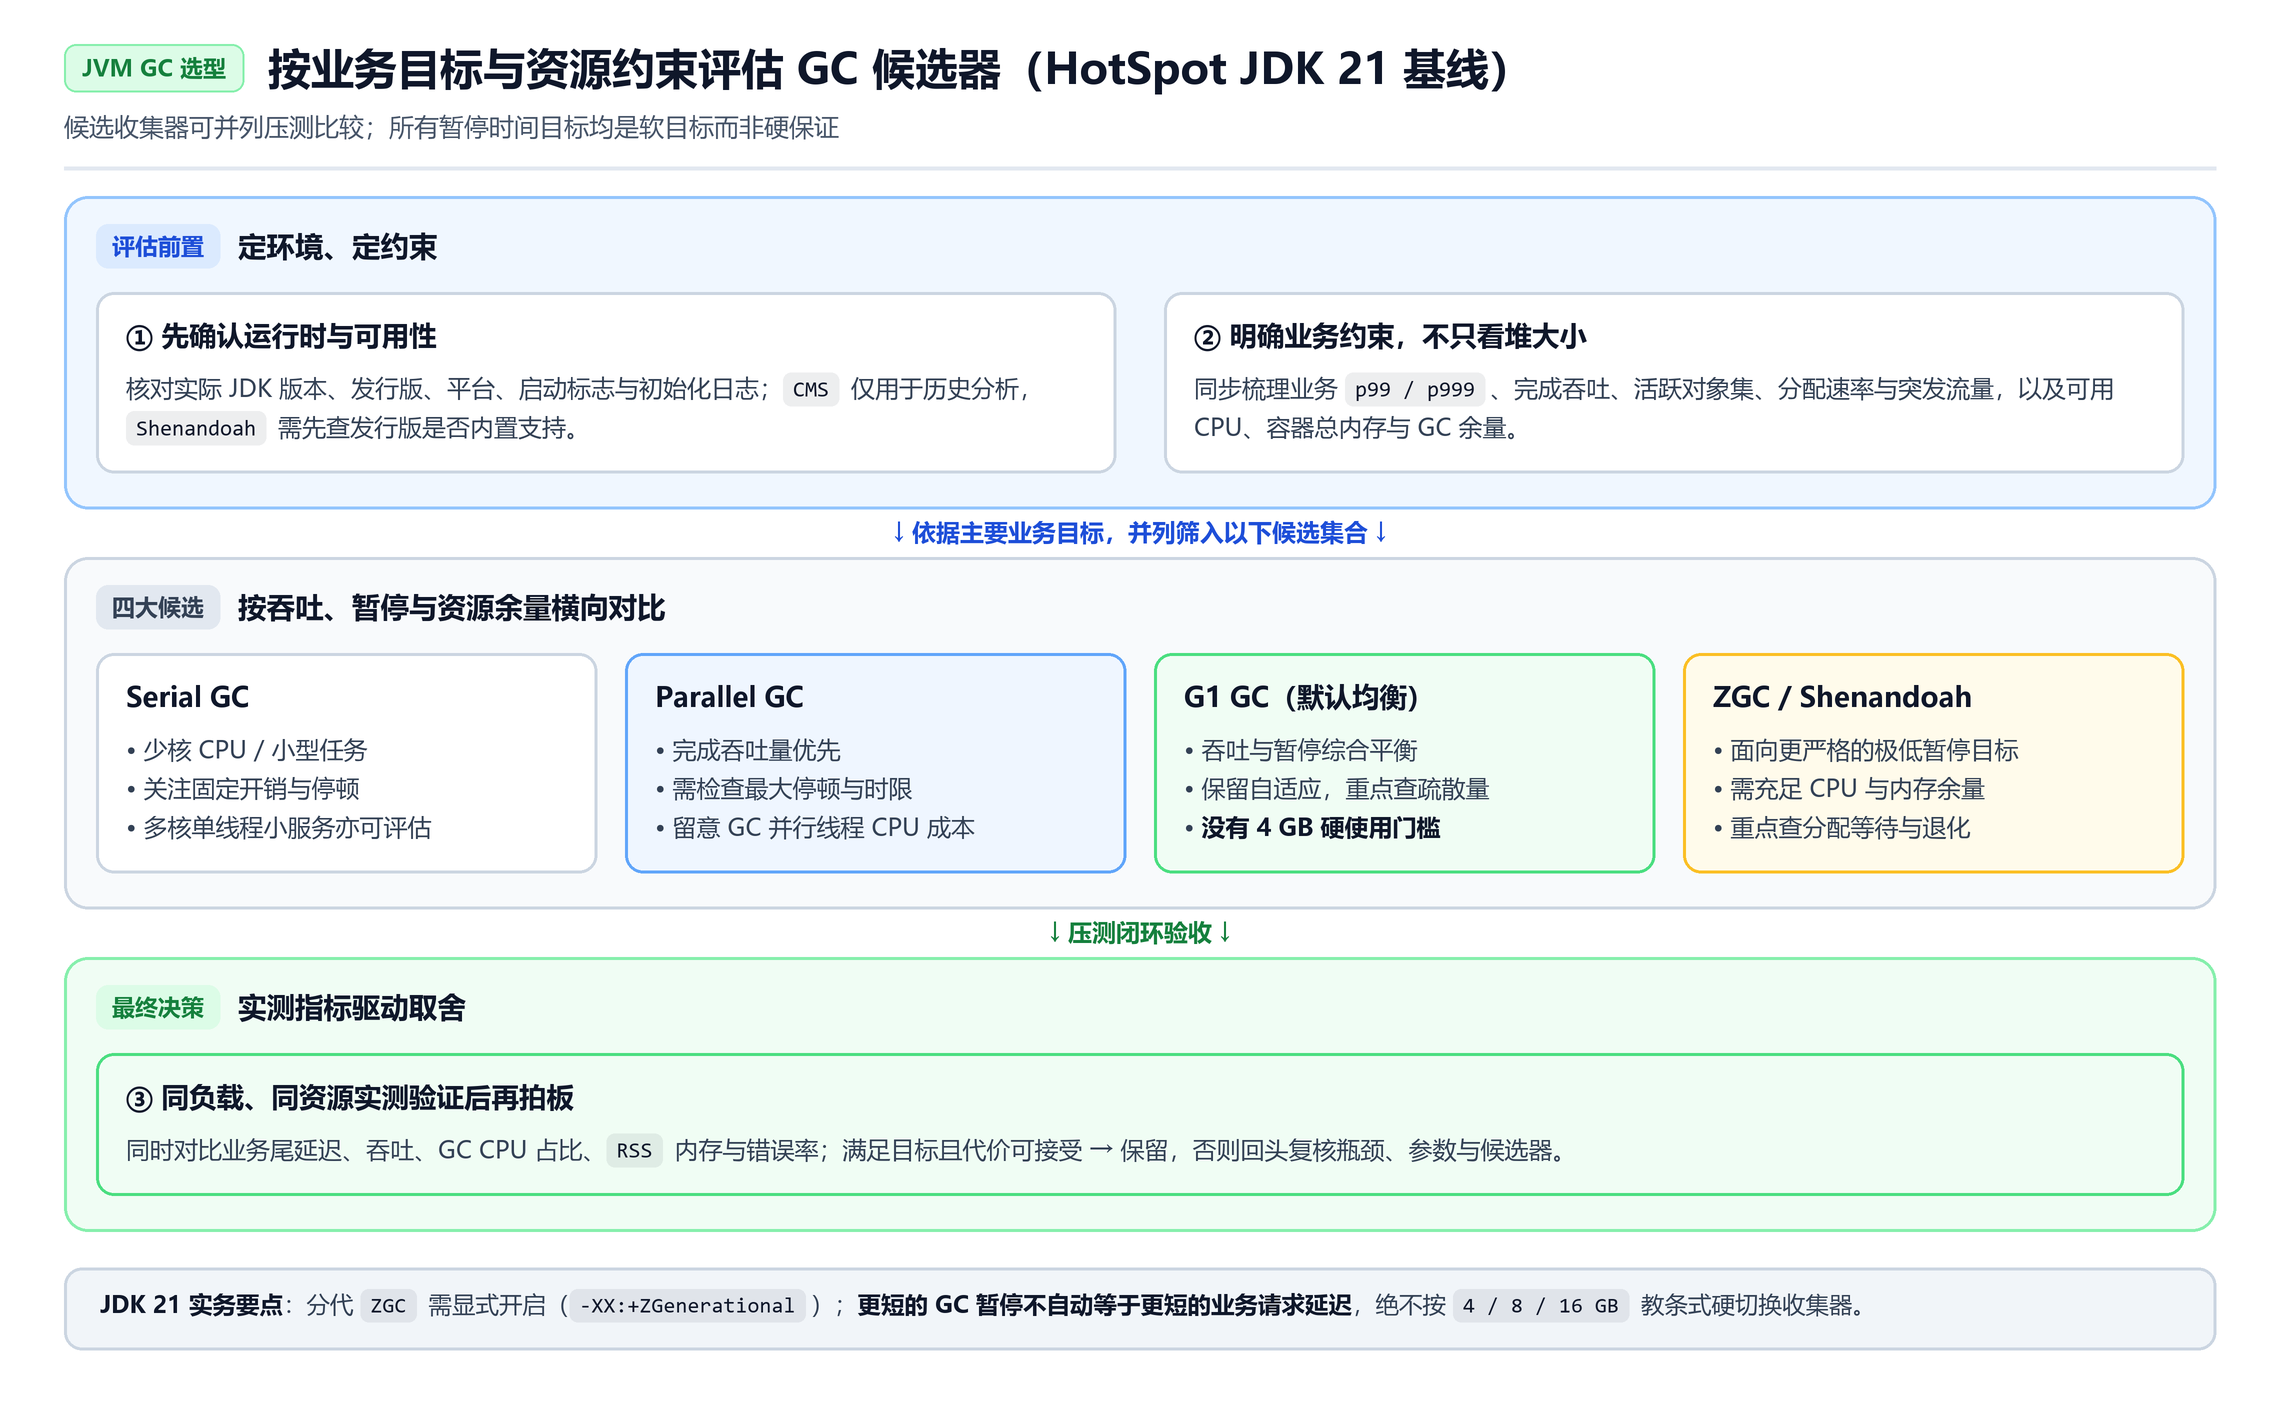 JVM GC 选型
按业务目标与资源约束评估 GC 候选器（HotSpot JDK 21 基线）
候选收集器可并列压测比较；所有暂停时间目标均是软目标而非硬保证
评估前置
定环境、定约束
① 先确认运行时与可用性
核对实际 JDK 版本、发行版、平台、启动标志与初始化日志； CMS 仅用于历史分析，
Shenandoah 需先查发行版是否内置支持。
② 明确业务约束，不只看堆大小
同步梳理业务 p99 / p999 、完成吞吐、活跃对象集、分配速率与突发流量，以及可用
CPU、容器总内存与 GC 余量。
↓ 依据主要业务目标，并列筛入以下候选集合 ↓
四大候选
按吞吐、暂停与资源余量横向对比
Serial GC
• 少核 CPU / 小型任务
• 关注固定开销与停顿
• 多核单线程小服务亦可评估
Parallel GC
• 完成吞吐量优先
• 需检查最大停顿与时限
• 留意 GC 并行线程 CPU 成本
G1 GC（默认均衡）
• 吞吐与暂停综合平衡
• 保留自适应，重点查疏散量
• 没有 4 GB 硬使用门槛
ZGC / Shenandoah
• 面向更严格的极低暂停目标
• 需充足 CPU 与内存余量
• 重点查分配等待与退化
↓ 压测闭环验收 ↓
最终决策
实测指标驱动取舍
③ 同负载、同资源实测验证后再拍板
同时对比业务尾延迟、吞吐、GC CPU 占比、 RSS 内存与错误率；满足目标且代价可接受 → 保留，否则回头复核瓶颈、参数与候选器。
JDK 21 实务要点：分代 ZGC 需显式开启（ -XX:+ZGenerational ）；更短的 GC 暂停不自动等于更短的业务请求延迟，绝不按 4 / 8 / 16 GB 教条式硬切换收集器。